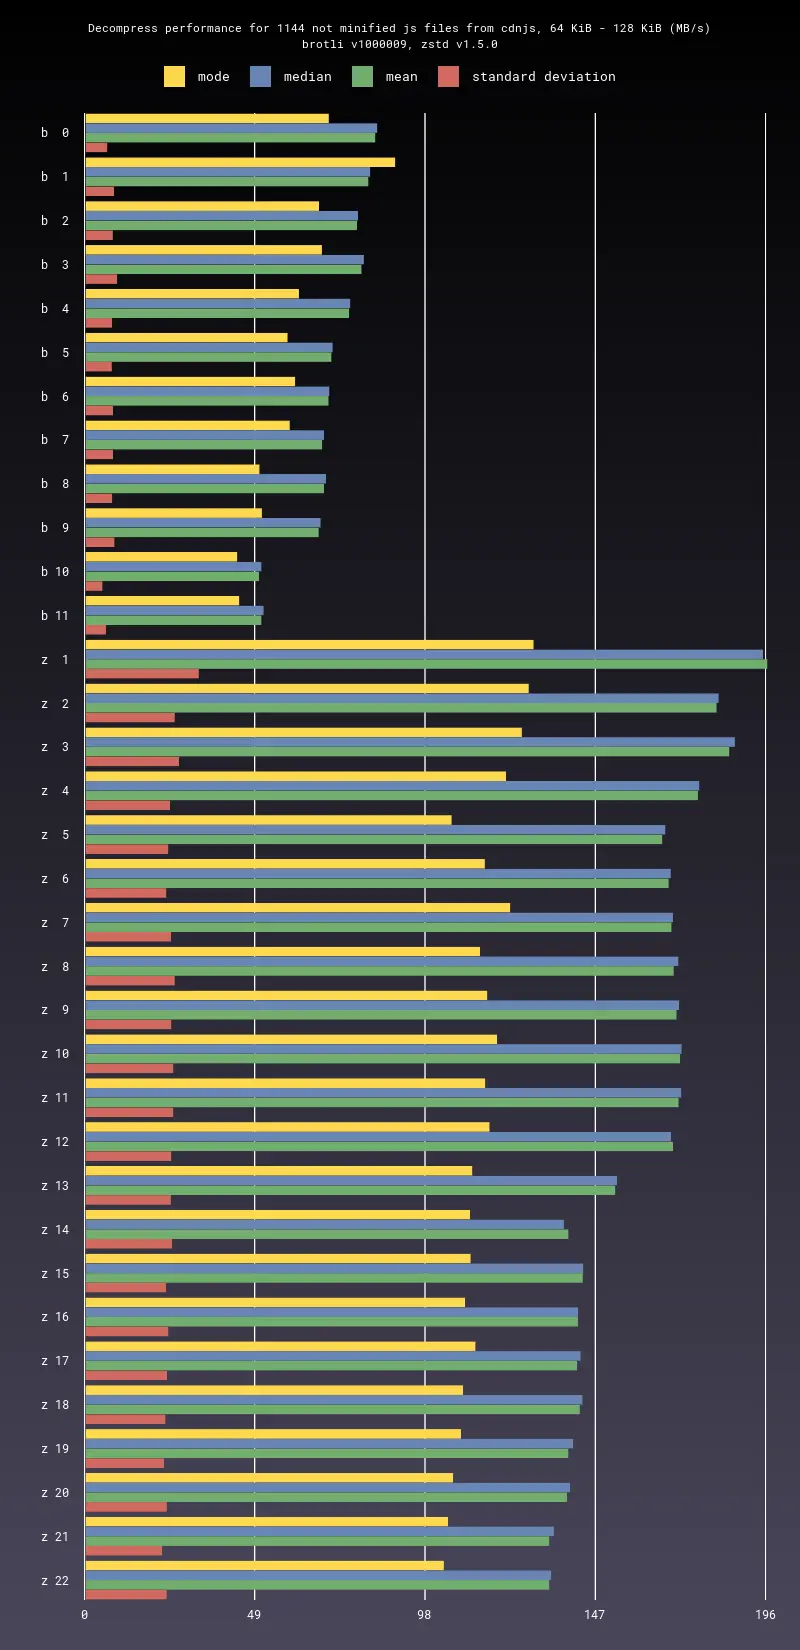 Decompress performance for 1144 not minified js files from cdnjs, 64 KiB - 128 KiB (MB/s)
brotli v1000009, zstd v1.5.0
mode median mean standard deviation
b 0
b 1
b 2
b 3
b 4
b 5
b 6
b 7
b 8
b 9
b 10
b 11
z 1
z 2
z 3
z 4
z 5
z 6
z 7
z 8
z 9
z 10
z 11
z 12
z 13
z 14
z 15
z 16
z 17
z 18
z 19
z 20
z 21
z 22
0 49 98 147 196